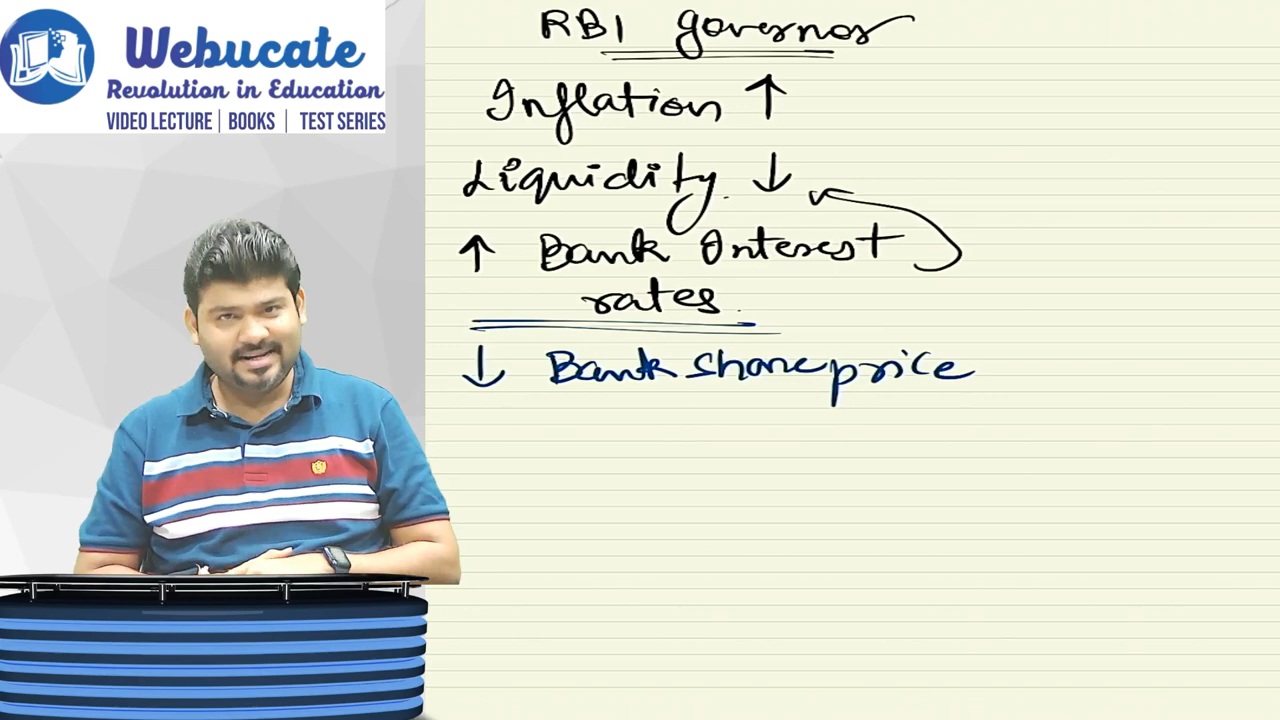 Webucate
Revolution in Education
VIDEO LECTURE | BOOKS | TEST SERIES
RBI governor
Inflation ↑
Liquidity. ↓
↑ Bank Interest
rates.
↓ Bank share price